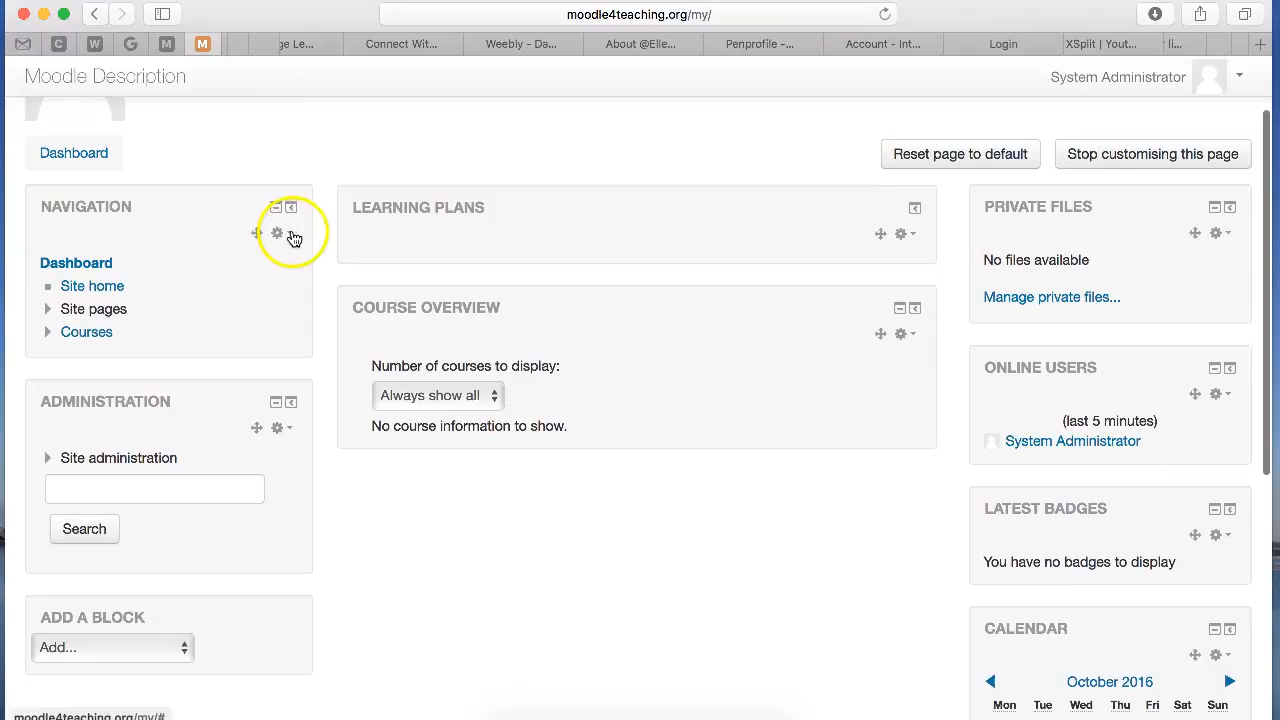 moodle4teaching.org/my/
C W G M M ge Le... Connect Wit... Weebly - Da... About @Elle... Penprofile -... Account - Int... Login XSplit | Yout... li...
Moodle Description
System Administrator
Dashboard
Reset page to default
Stop customising this page
NAVIGATION
Dashboard
Site home
Site pages
Courses
ADMINISTRATION
Site administration
Search
ADD A BLOCK
Add...
LEARNING PLANS
COURSE OVERVIEW
Number of courses to display:
Always show all
No course information to show.
PRIVATE FILES
No files available
Manage private files...
ONLINE USERS
(last 5 minutes)
System Administrator
LATEST BADGES
You have no badges to display
CALENDAR
October 2016
Mon Tue Wed Thu Fri Sat Sun
moodle4teaching.org/my/#